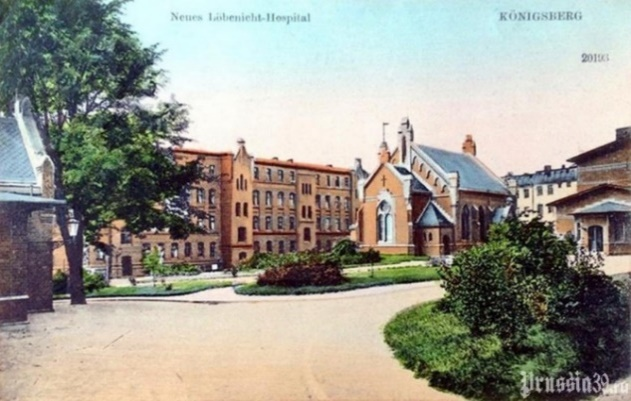 Neues Löbenicht-Hospital
KÖNIGSBERG
20193
Prussia39.ru